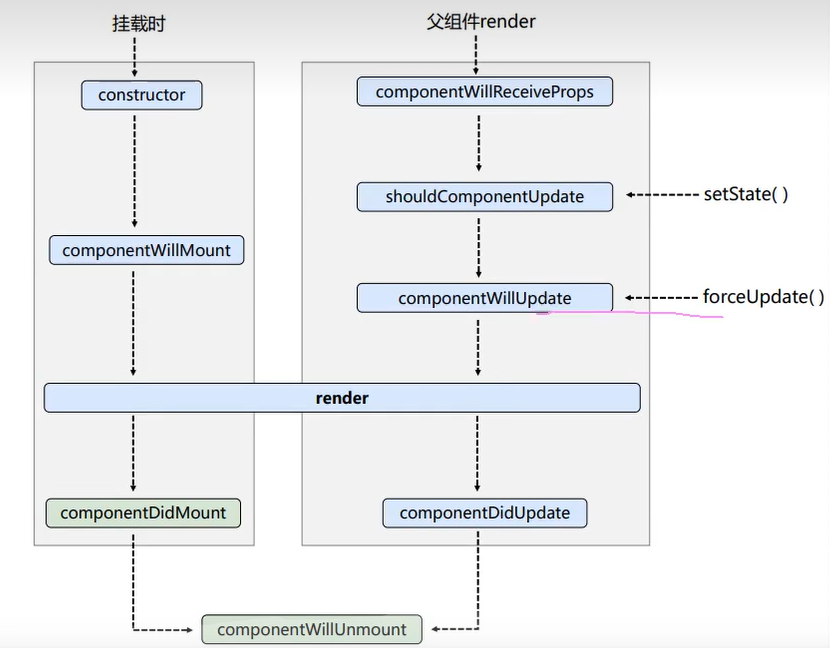 挂载时
父组件render
constructor
componentWillReceiveProps
shouldComponentUpdate
setState( )
componentWillMount
componentWillUpdate
forceUpdate( )
render
componentDidMount
componentDidUpdate
componentWillUnmount